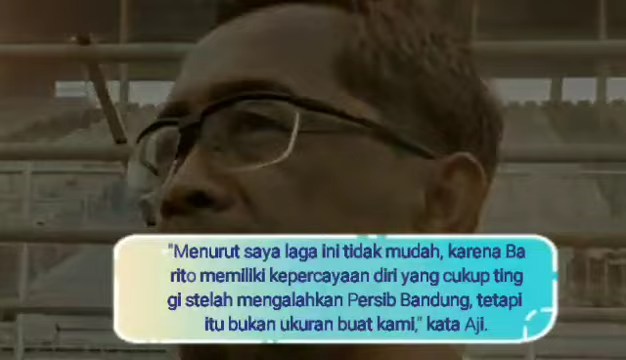 "Menurut saya laga ini tidak mudah, karena Ba
rito memiliki kepercayaan diri yang cukup ting
gi stelah mengalahkan Persib Bandung, tetapi
itu bukan ukuran buat kami," kata Aji.